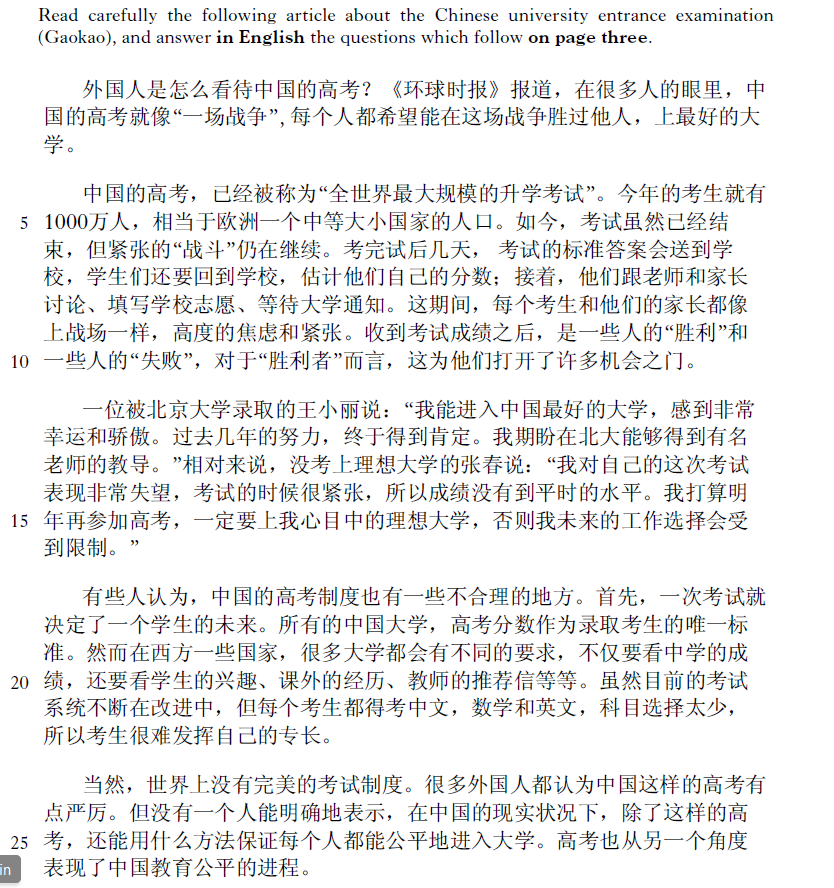 Read carefully the following article about the Chinese university entrance examination
(Gaokao), and answer in English the questions which follow on page three.
外国人是怎么看待中国的高考？《环球时报》报道，在很多人的眼里，中
国的高考就像“一场战争”, 每个人都希望能在这场战争胜过他人，上最好的大
学。
中国的高考，已经被称为“全世界最大规模的升学考试”。今年的考生就有
5 1000万人，相当于欧洲一个中等大小国家的人口。如今，考试虽然已经结
束，但紧张的“战斗”仍在继续。考完试后几天， 考试的标准答案会送到学
校，学生们还要回到学校，估计他们自己的分数；接着，他们跟老师和家长
讨论、填写学校志愿、等待大学通知。这期间，每个考生和他们的家长都像
上战场一样，高度的焦虑和紧张。收到考试成绩之后，是一些人的“胜利”和
10 一些人的“失败”，对于“胜利者”而言，这为他们打开了许多机会之门。
一位被北京大学录取的王小丽说：“我能进入中国最好的大学，感到非常
幸运和骄傲。过去几年的努力，终于得到肯定。我期盼在北大能够得到有名
老师的教导。”相对来说，没考上理想大学的张春说：“我对自己的这次考试
表现非常失望，考试的时候很紧张，所以成绩没有到平时的水平。我打算明
15 年再参加高考，一定要上我心目中的理想大学，否则我未来的工作选择会受
到限制。”
有些人认为，中国的高考制度也有一些不合理的地方。首先，一次考试就
决定了一个学生的未来。所有的中国大学，高考分数作为录取考生的唯一标
准。然而在西方一些国家，很多大学都会有不同的要求，不仅要看中学的成
20 绩，还要看学生的兴趣、课外的经历、教师的推荐信等等。虽然目前的考试
系统不断在改进中，但每个考生都得考中文，数学和英文，科目选择太少，
所以考生很难发挥自己的专长。
当然，世界上没有完美的考试制度。很多外国人都认为中国这样的高考有
点严厉。但没有一个人能明确地表示，在中国的现实状况下，除了这样的高
25 考，还能用什么方法保证每个人都能公平地进入大学。高考也从另一个角度
in 表现了中国教育公平的进程。